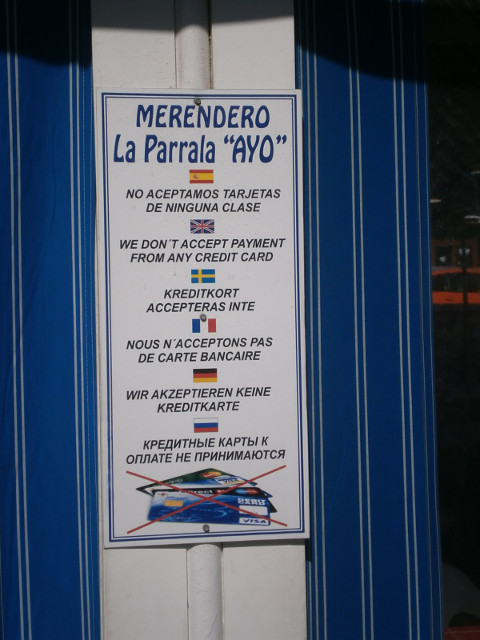 MERENDERO
La Parrala "AYO"
NO ACEPTAMOS TARJETAS
DE NINGUNA CLASE
WE DON´T ACCEPT PAYMENT
FROM ANY CREDIT CARD
KREDITKORT
ACCEPTERAS INTE
NOUS N´ACCEPTONS PAS
DE CARTE BANCAIRE
WIR AKZEPTIEREN KEINE
KREDITKARTE
КРЕДИТНЫЕ КАРТЫ К
ОПЛАТЕ НЕ ПРИНИМАЮТСЯ
VISA